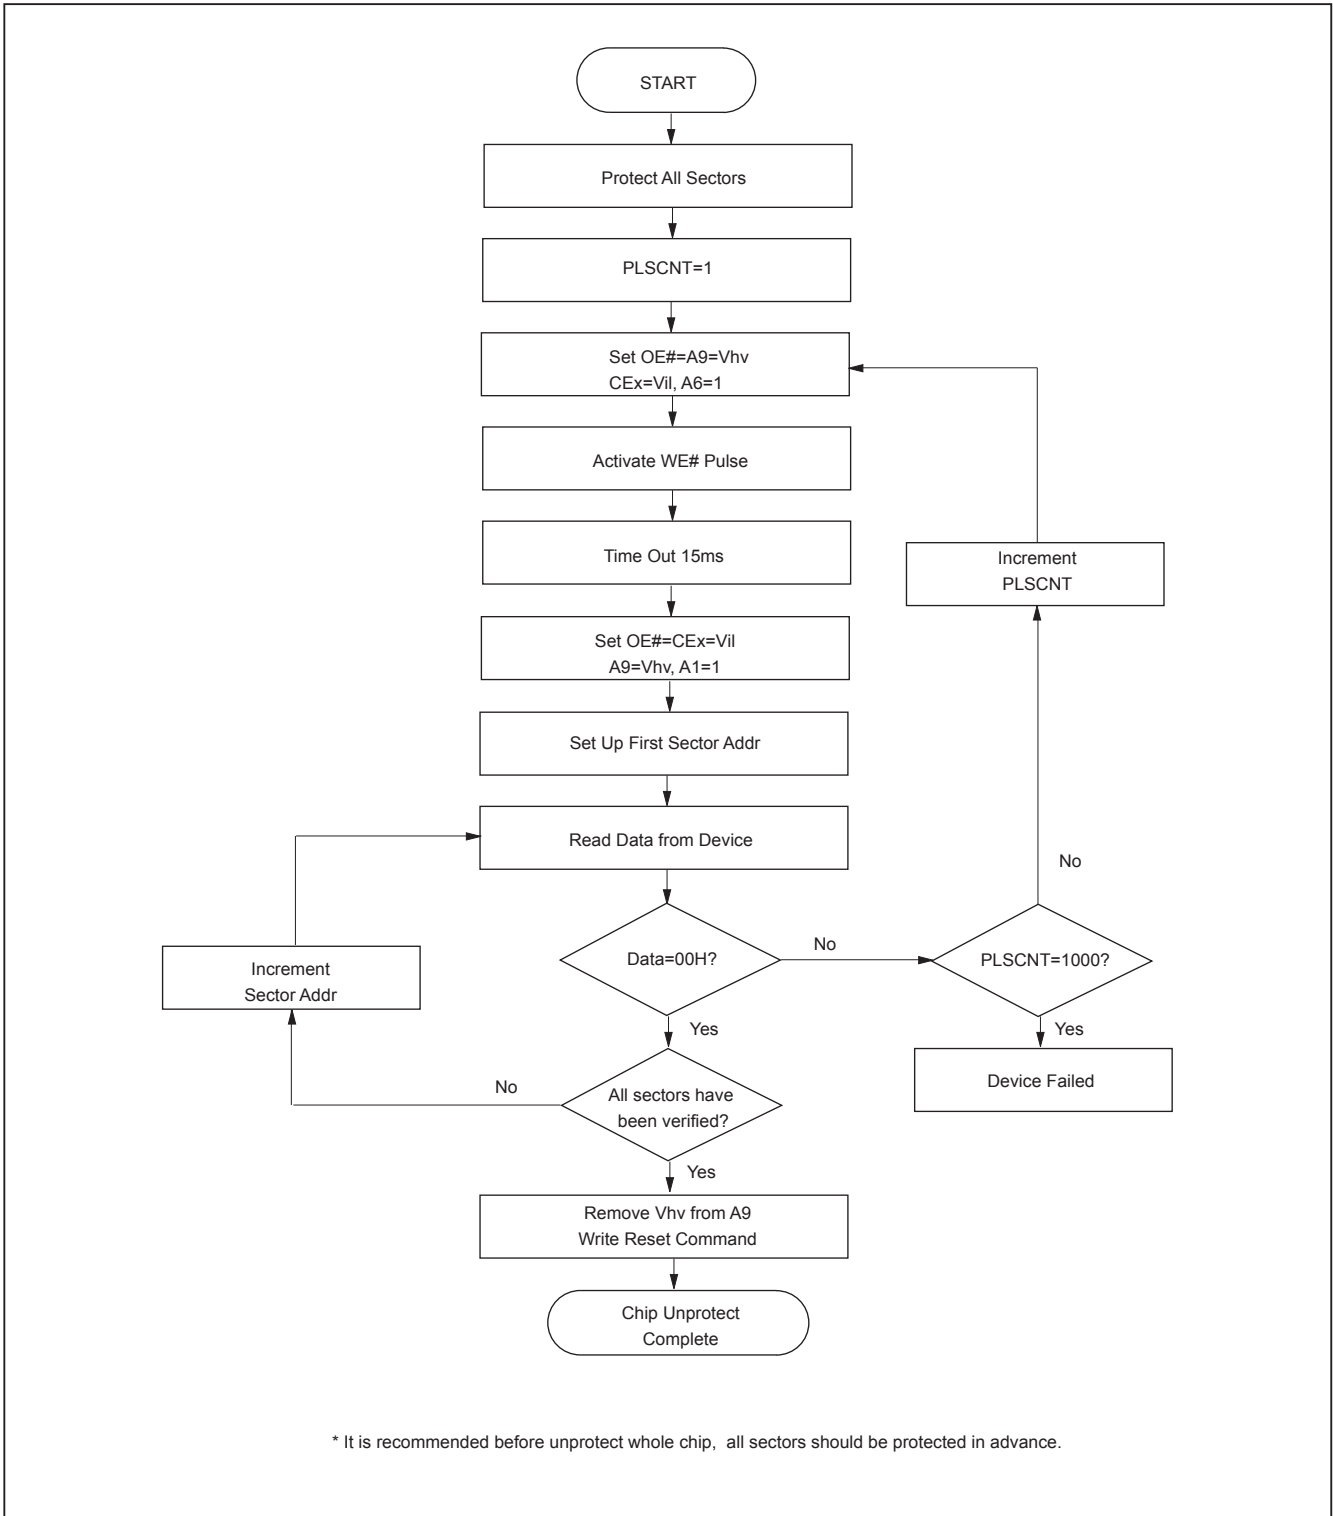 START
Protect All Sectors
PLSCNT=1
Set OE#=A9=Vhv
CEx=Vil, A6=1
Activate WE# Pulse
Time Out 15ms
Increment
PLSCNT
Set OE#=CEx=Vil
A9=Vhv, A1=1
Set Up First Sector Addr
Read Data from Device
No
Data=00H?
No
PLSCNT=1000?
Increment
Sector Addr
Yes
Yes
Device Failed
No
All sectors have
been verified?
Yes
Remove Vhv from A9
Write Reset Command
Chip Unprotect
Complete
* It is recommended before unprotect whole chip,  all sectors should be protected in advance.